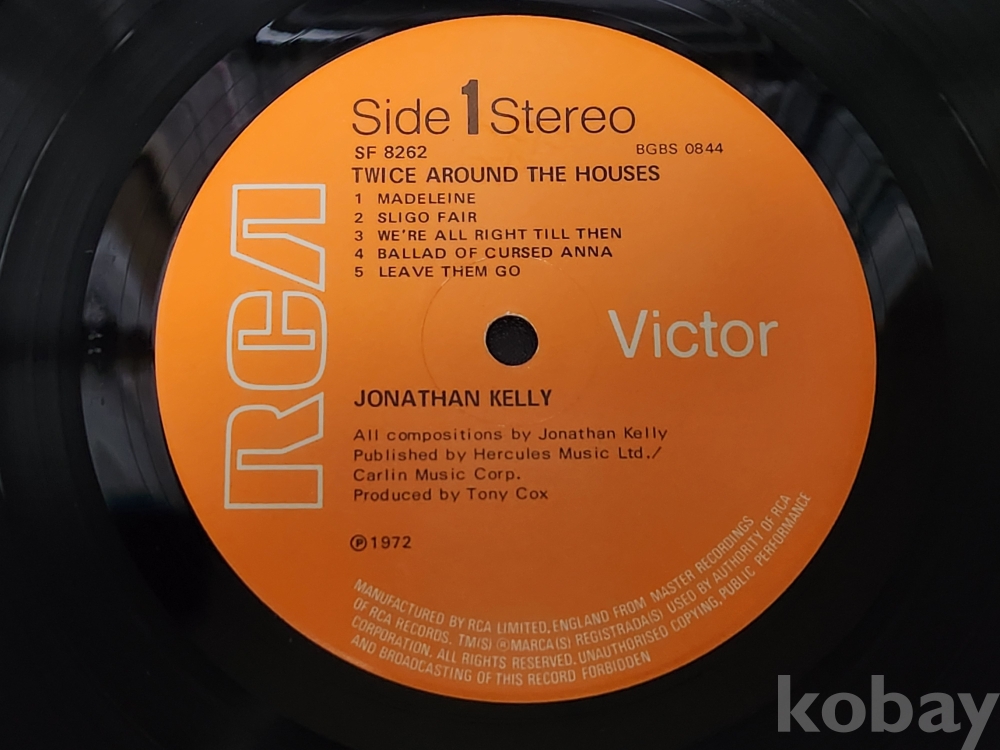 Side 1 Stereo
SF 8262 BGBS 0844
TWICE AROUND THE HOUSES
1 MADELEINE
2 SLIGO FAIR
3 WE'RE ALL RIGHT TILL THEN
4 BALLAD OF CURSED ANNA
5 LEAVE THEM GO
RCA
Victor
JONATHAN KELLY
All compositions by Jonathan Kelly
Published by Hercules Music Ltd./
Carlin Music Corp.
Produced by Tony Cox
Ⓟ1972
MANUFACTURED BY RCA LIMITED, ENGLAND FROM MASTER RECORDINGS
OF RCA RECORDS. TM(S) ® MARCA(S) REGISTRADA(S) USED BY AUTHORITY OF RCA
CORPORATION. ALL RIGHTS RESERVED. UNAUTHORISED COPYING, PUBLIC PERFORMANCE
AND BROADCASTING OF THIS RECORD FORBIDDEN
kobay